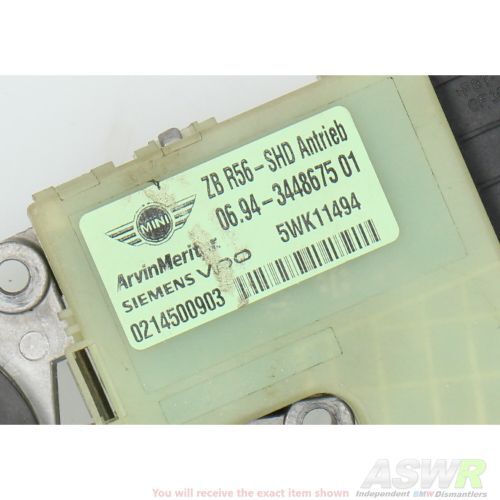 ZB R56-SHD Antrieb
06.94-3448675 01
5WK11494
MINI
ArvinMeritor
SIEMENS VDO
0214500903
You will receive the exact item shown
ASWR
Independent BMW Dismantlers